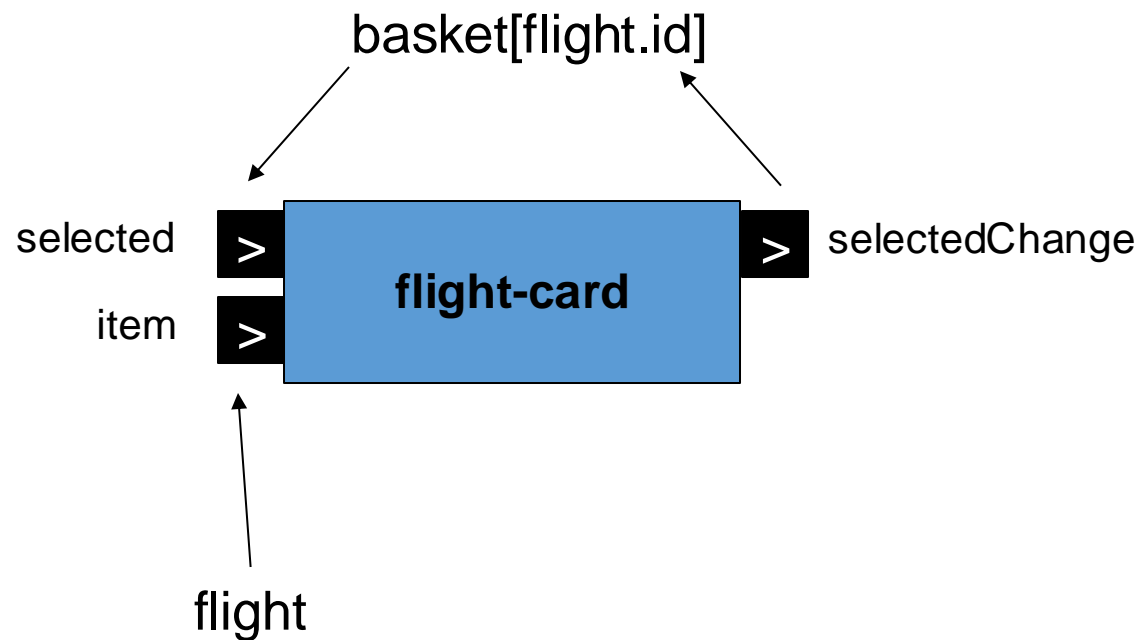 basket[flight.id]
selected
>
>
selectedChange
flight-card
item
>
flight